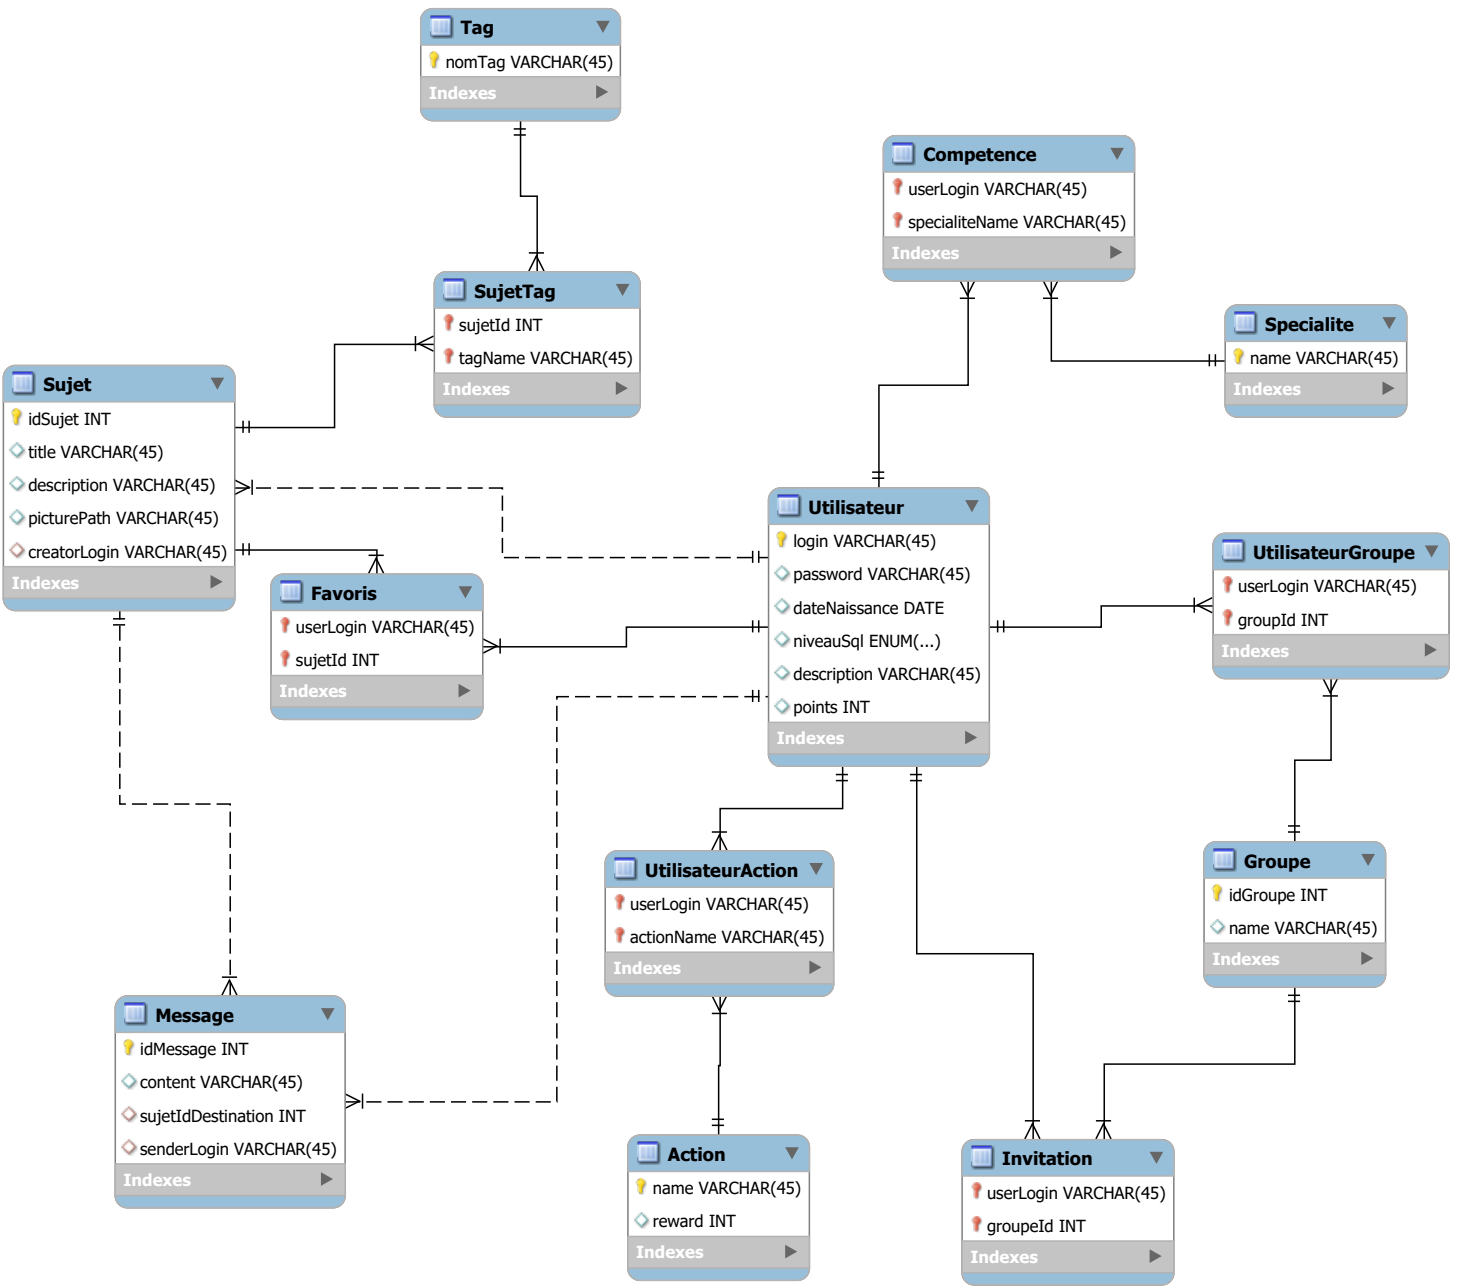 Tag
nomTag VARCHAR(45)
Indexes
Competence
userLogin VARCHAR(45)
specialiteName VARCHAR(45)
Indexes
SujetTag
sujetId INT
tagName VARCHAR(45)
Indexes
Specialite
name VARCHAR(45)
Indexes
Sujet
idSujet INT
title VARCHAR(45)
description VARCHAR(45)
picturePath VARCHAR(45)
creatorLogin VARCHAR(45)
Indexes
Utilisateur
login VARCHAR(45)
password VARCHAR(45)
dateNaissance DATE
niveauSql ENUM(...)
description VARCHAR(45)
points INT
Indexes
UtilisateurGroupe
userLogin VARCHAR(45)
groupId INT
Indexes
Favoris
userLogin VARCHAR(45)
sujetId INT
Indexes
UtilisateurAction
userLogin VARCHAR(45)
actionName VARCHAR(45)
Indexes
Groupe
idGroupe INT
name VARCHAR(45)
Indexes
Message
idMessage INT
content VARCHAR(45)
sujetIdDestination INT
senderLogin VARCHAR(45)
Indexes
Action
name VARCHAR(45)
reward INT
Indexes
Invitation
userLogin VARCHAR(45)
groupeId INT
Indexes